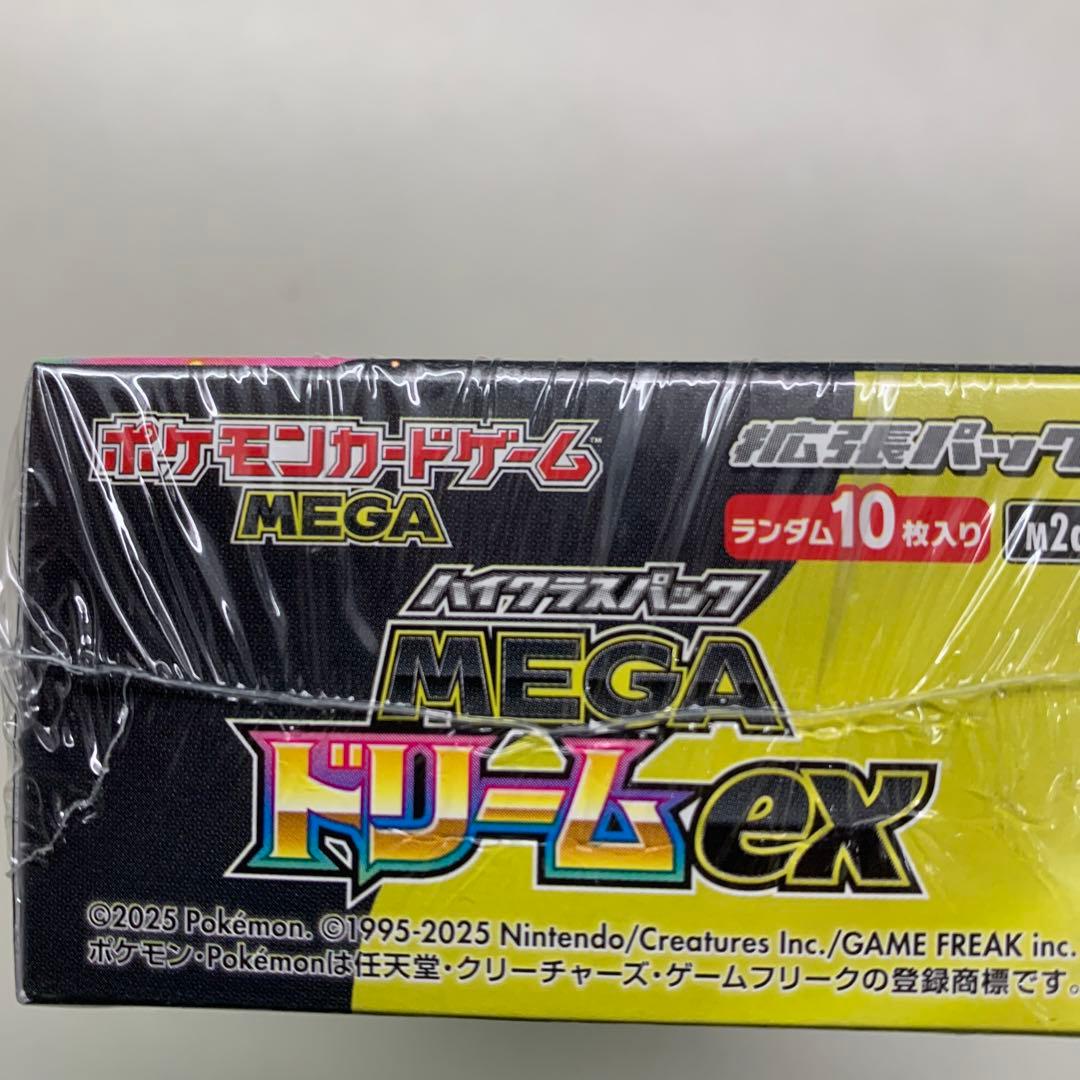 ポケモンカードゲーム™
MEGA
拡張パック
ランダム10枚入り
ハイクラスパック
MEGA
ドリームex
©2025 Pokémon. ©1995-2025 Nintendo/Creatures Inc./GAME FREAK inc.
ポケモン・Pokémonは任天堂・クリーチャーズ・ゲームフリークの登録商標です。